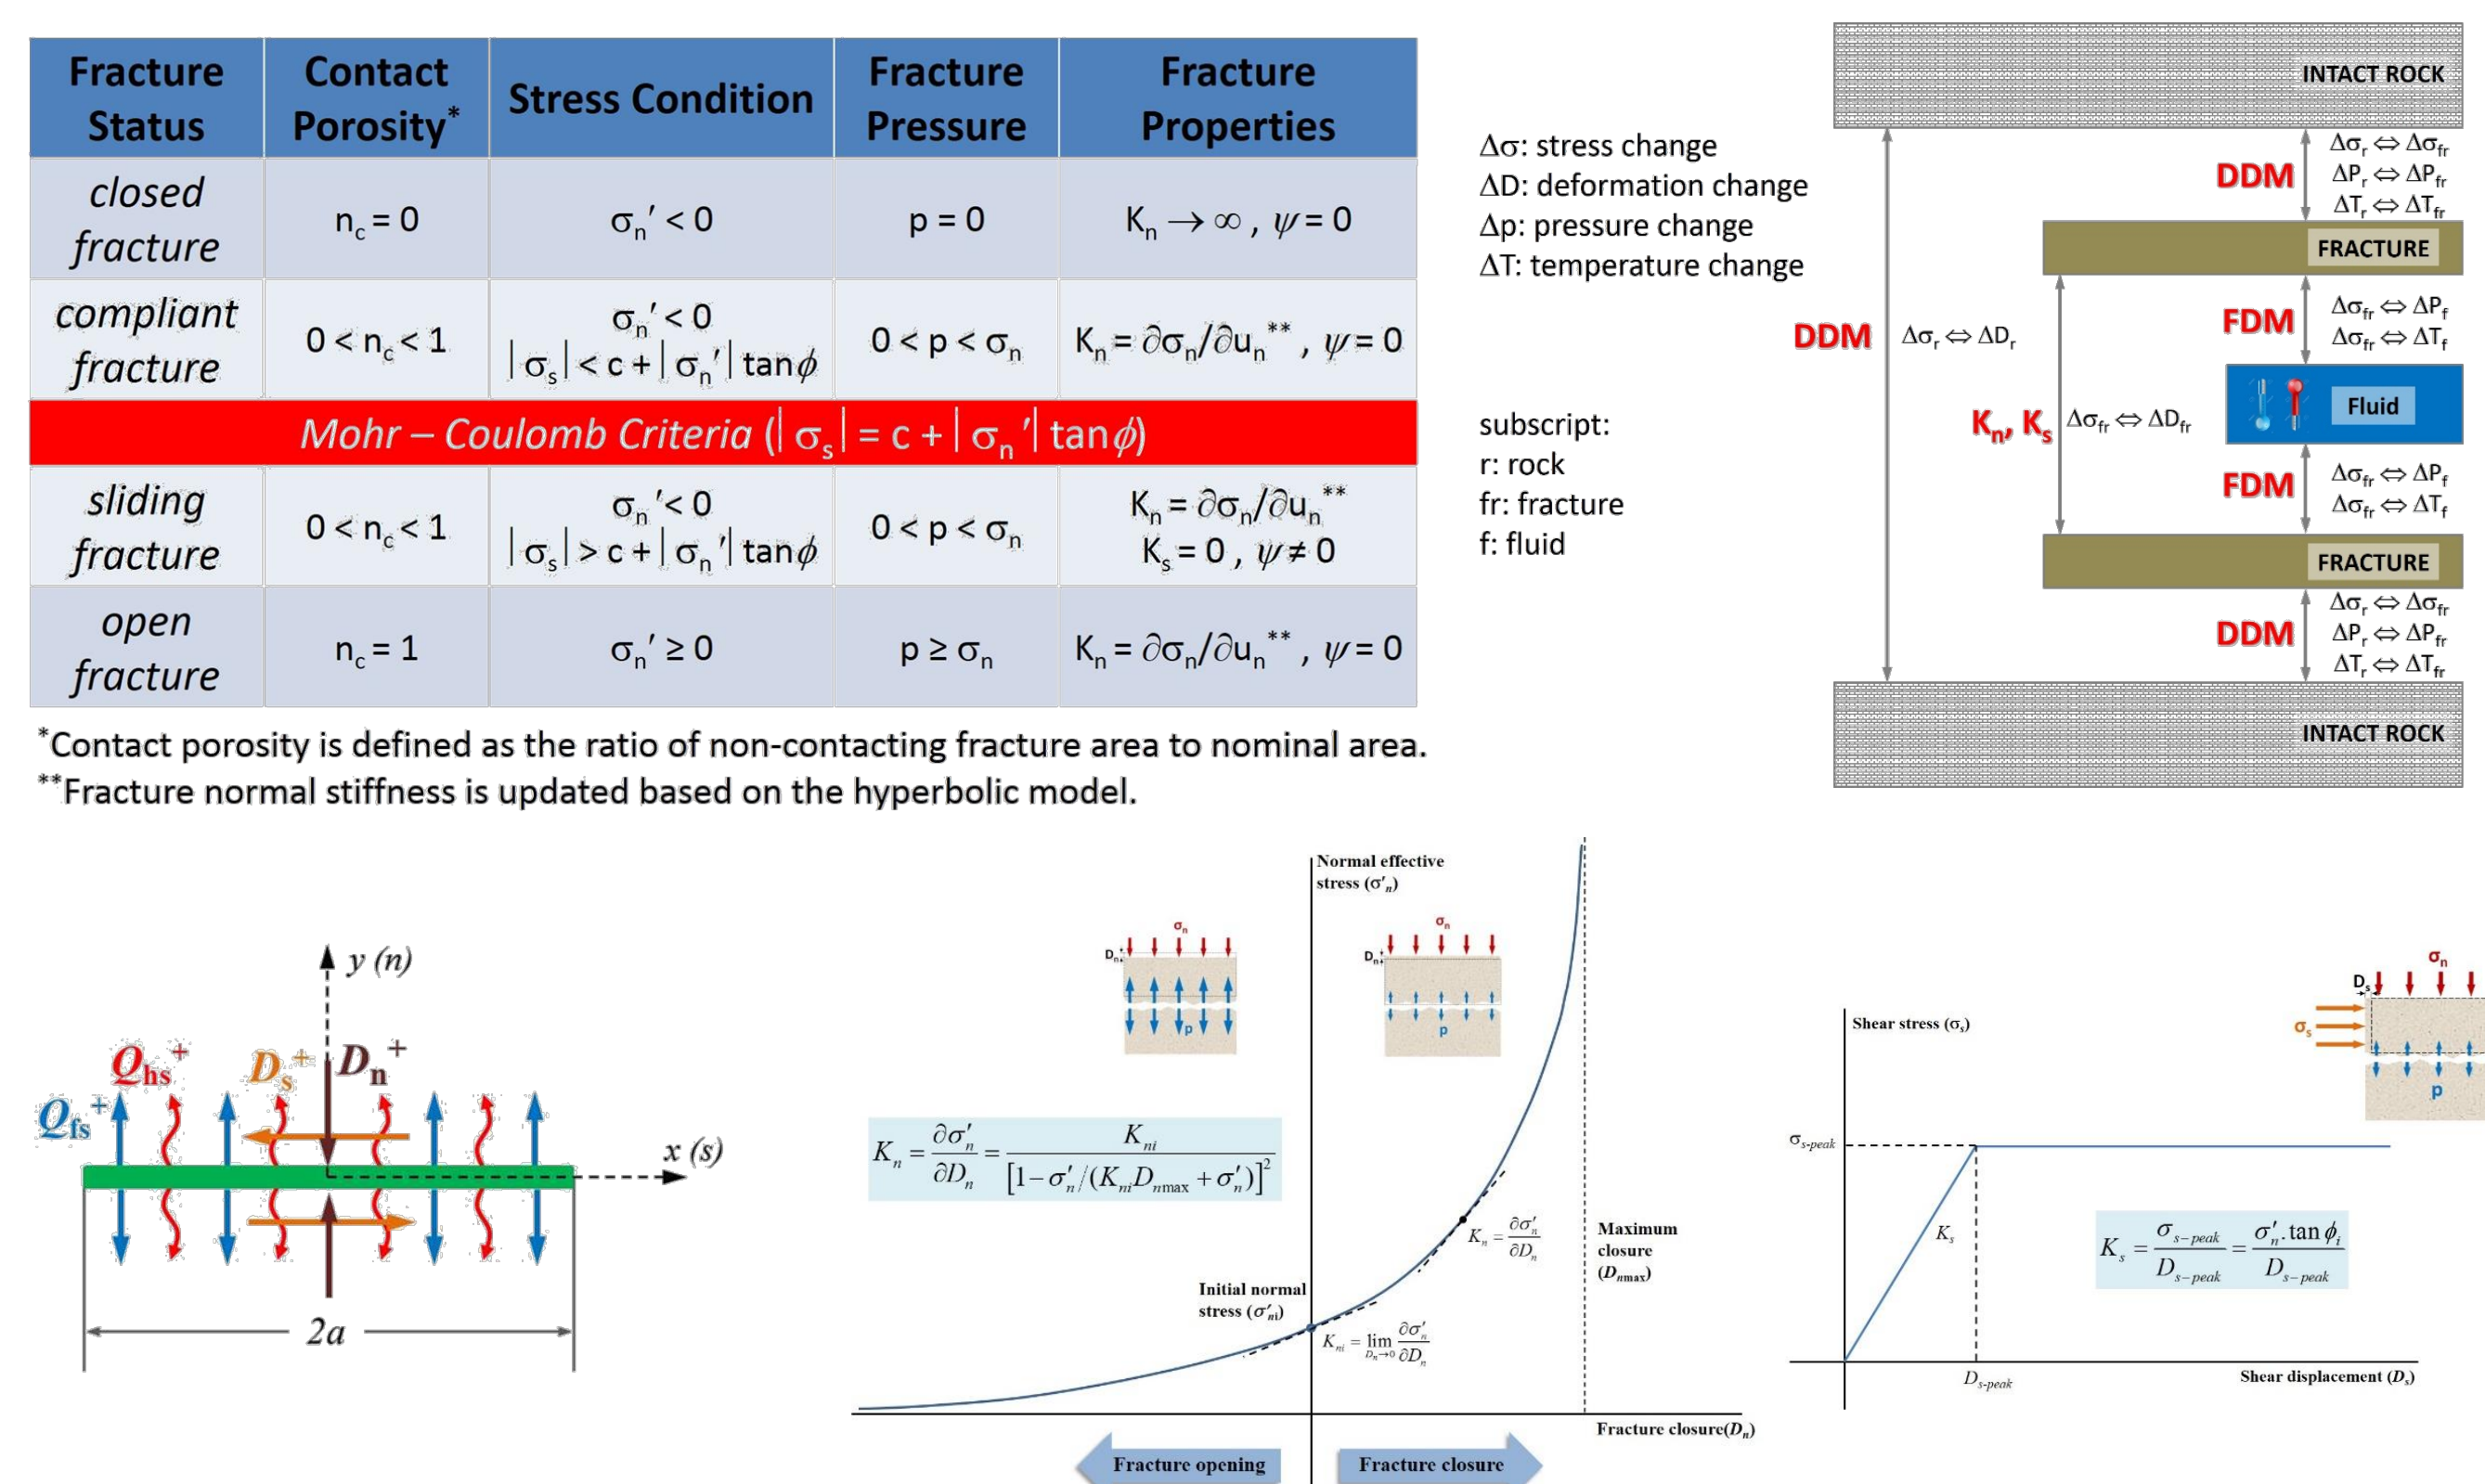 Fracture Status
Contact Porosity*
Stress Condition
Fracture Pressure
Fracture Properties
closed fracture
n_c = 0
σ_n′ < 0
p = 0
K_n → ∞ , ψ = 0
compliant fracture
0 < n_c < 1
σ_n′ < 0
|σ_s| < c + |σ_n′| tanϕ
0 < p < σ_n
K_n = ∂σ_n/∂u_n** , ψ = 0
Mohr – Coulomb Criteria (|σ_s| = c + |σ_n′| tanϕ)
sliding fracture
0 < n_c < 1
σ_n′ < 0
|σ_s| > c + |σ_n′| tanϕ
0 < p < σ_n
K_n = ∂σ_n/∂u_n**
K_s = 0 , ψ ≠ 0
open fracture
n_c = 1
σ_n′ ≥ 0
p ≥ σ_n
K_n = ∂σ_n/∂u_n** , ψ = 0
*Contact porosity is defined as the ratio of non-contacting fracture area to nominal area.
**Fracture normal stiffness is updated based on the hyperbolic model.
Δσ: stress change
ΔD: deformation change
Δp: pressure change
ΔT: temperature change
subscript:
r: rock
fr: fracture
f: fluid
INTACT ROCK
DDM
Δσ_r ⇔ Δσ_fr
ΔP_r ⇔ ΔP_fr
ΔT_r ⇔ ΔT_fr
FRACTURE
FDM
Δσ_fr ⇔ ΔP_f
Δσ_fr ⇔ ΔT_f
DDM
Δσ_r ⇔ ΔD_r
Fluid
K_n, K_s
Δσ_fr ⇔ ΔD_fr
FDM
Δσ_fr ⇔ ΔP_f
Δσ_fr ⇔ ΔT_f
FRACTURE
DDM
Δσ_r ⇔ Δσ_fr
ΔP_r ⇔ ΔP_fr
ΔT_r ⇔ ΔT_fr
INTACT ROCK
y (n)
Q_hs+
D_s+
D_n+
Q_fs+
x (s)
2a
Normal effective
stress (σ′_n)
σ_n
D_n
p
σ_n
D_n
p
K_n = ∂σ′_n/∂D_n = K_ni/[1−σ′_n/(K_ni D_nmax + σ′_n)]²
K_n = ∂σ′_n/∂D_n
Maximum
closure
(D_nmax)
Initial normal
stress (σ′_ni)
K_ni = lim_{D_n→0} ∂σ′_n/∂D_n
Fracture closure(D_n)
Fracture opening
Fracture closure
Shear stress (σ_s)
σ_n
D_s
σ_s
p
σ_s-peak
K_s
K_s = σ_s−peak/D_s−peak = σ′_n.tan ϕ_i/D_s−peak
D_s-peak
Shear displacement (D_s)